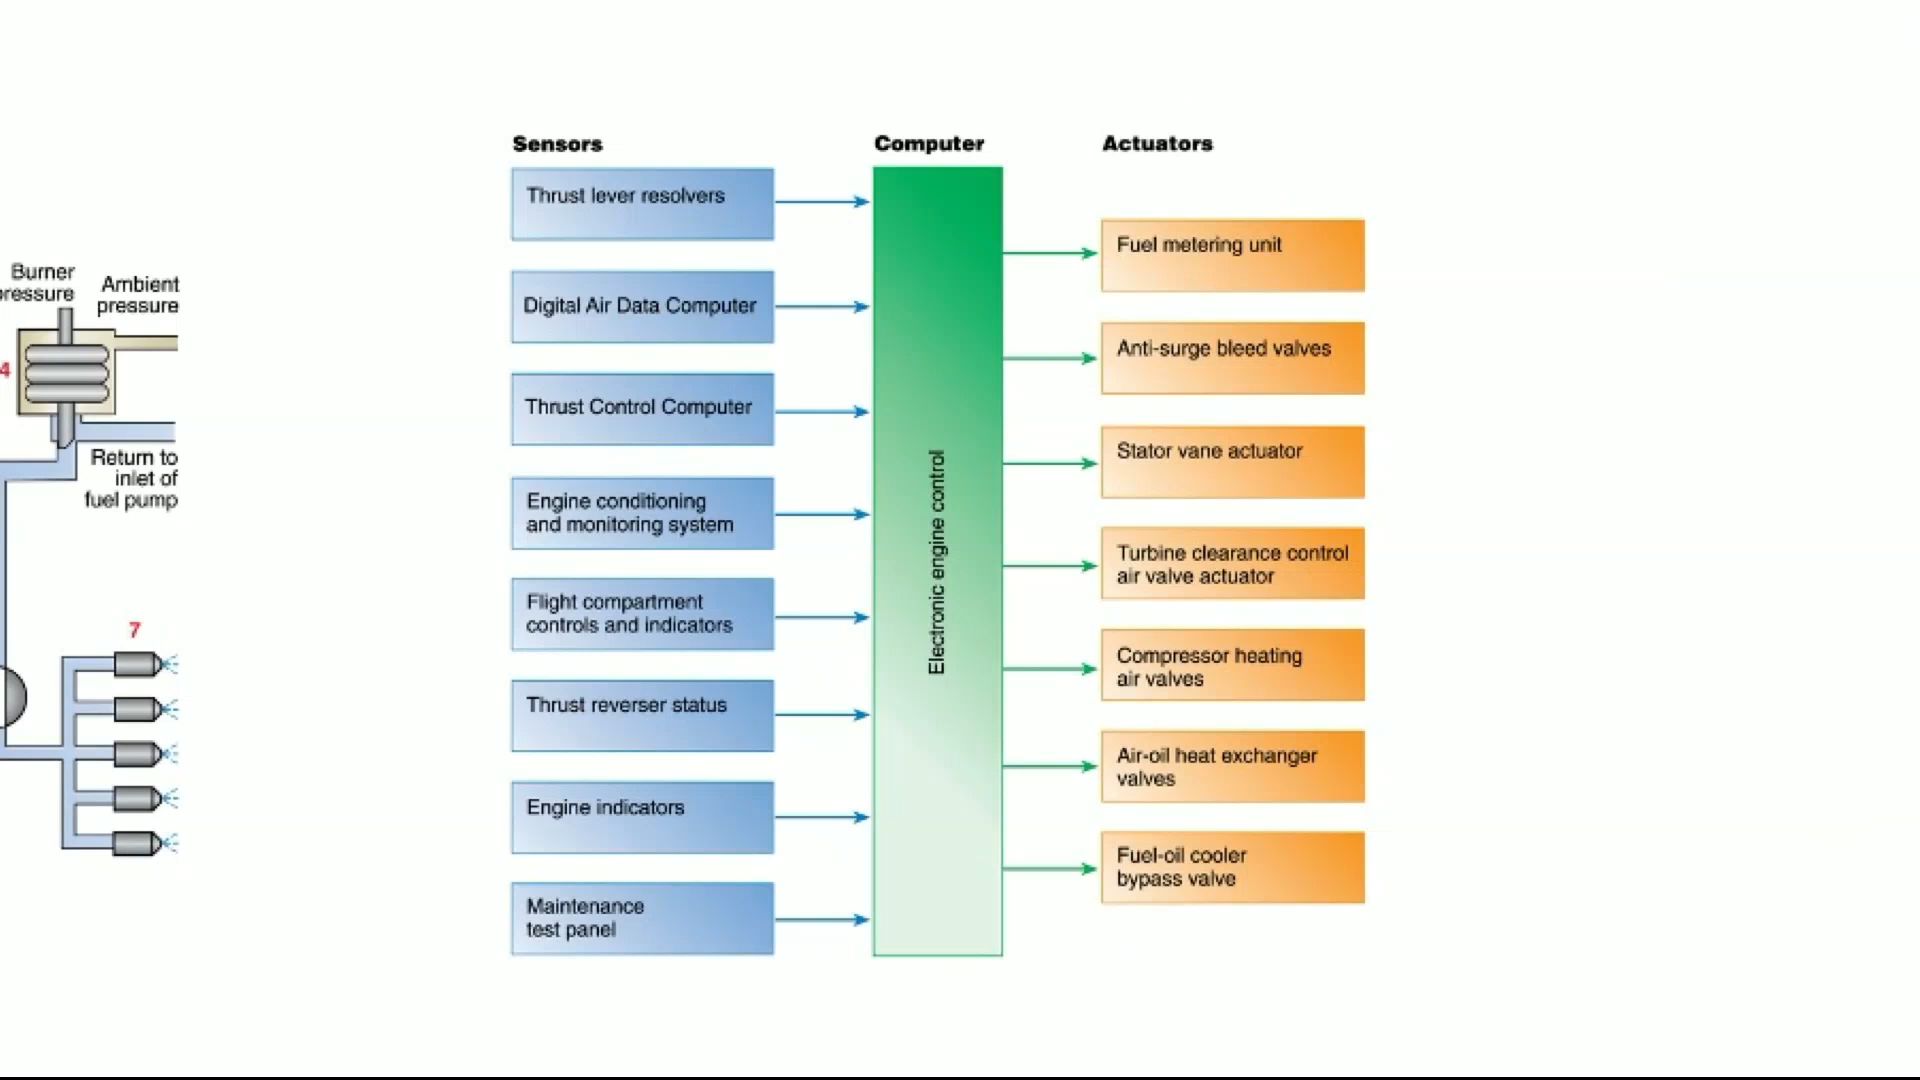 Burner
pressure
Ambient
pressure
4
Return to
inlet of
fuel pump
7
Sensors
Thrust lever resolvers
Digital Air Data Computer
Thrust Control Computer
Engine conditioning
and monitoring system
Flight compartment
controls and indicators
Thrust reverser status
Engine indicators
Maintenance
test panel
Computer
Electronic engine control
Actuators
Fuel metering unit
Anti-surge bleed valves
Stator vane actuator
Turbine clearance control
air valve actuator
Compressor heating
air valves
Air-oil heat exchanger
valves
Fuel-oil cooler
bypass valve